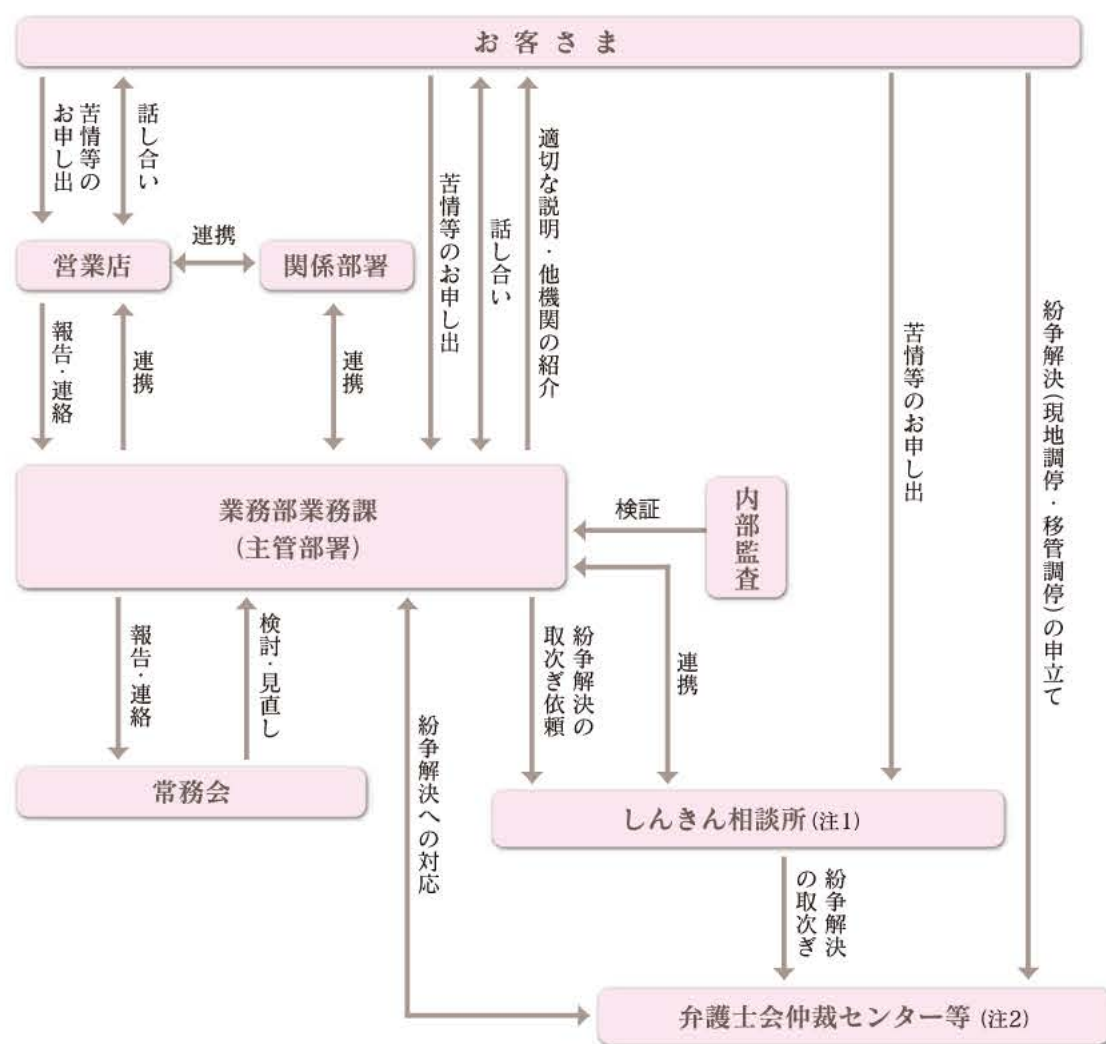 お客さま
苦情等の
お申し出
話し合い
苦情等のお申し出
話し合い
適切な説明・他機関の紹介
苦情等のお申し出
紛争解決(現地調停・移管調停)の申立て
営業店
連携
関係部署
報告・連絡
連携
連携
業務部業務課
(主管部署)
検証
内部監査
報告・連絡
検討・見直し
紛争解決への対応
紛争解決の
取次ぎ依頼
連携
常務会
しんきん相談所(注1)
紛争解決
の取次ぎ
弁護士会仲裁センター等(注2)